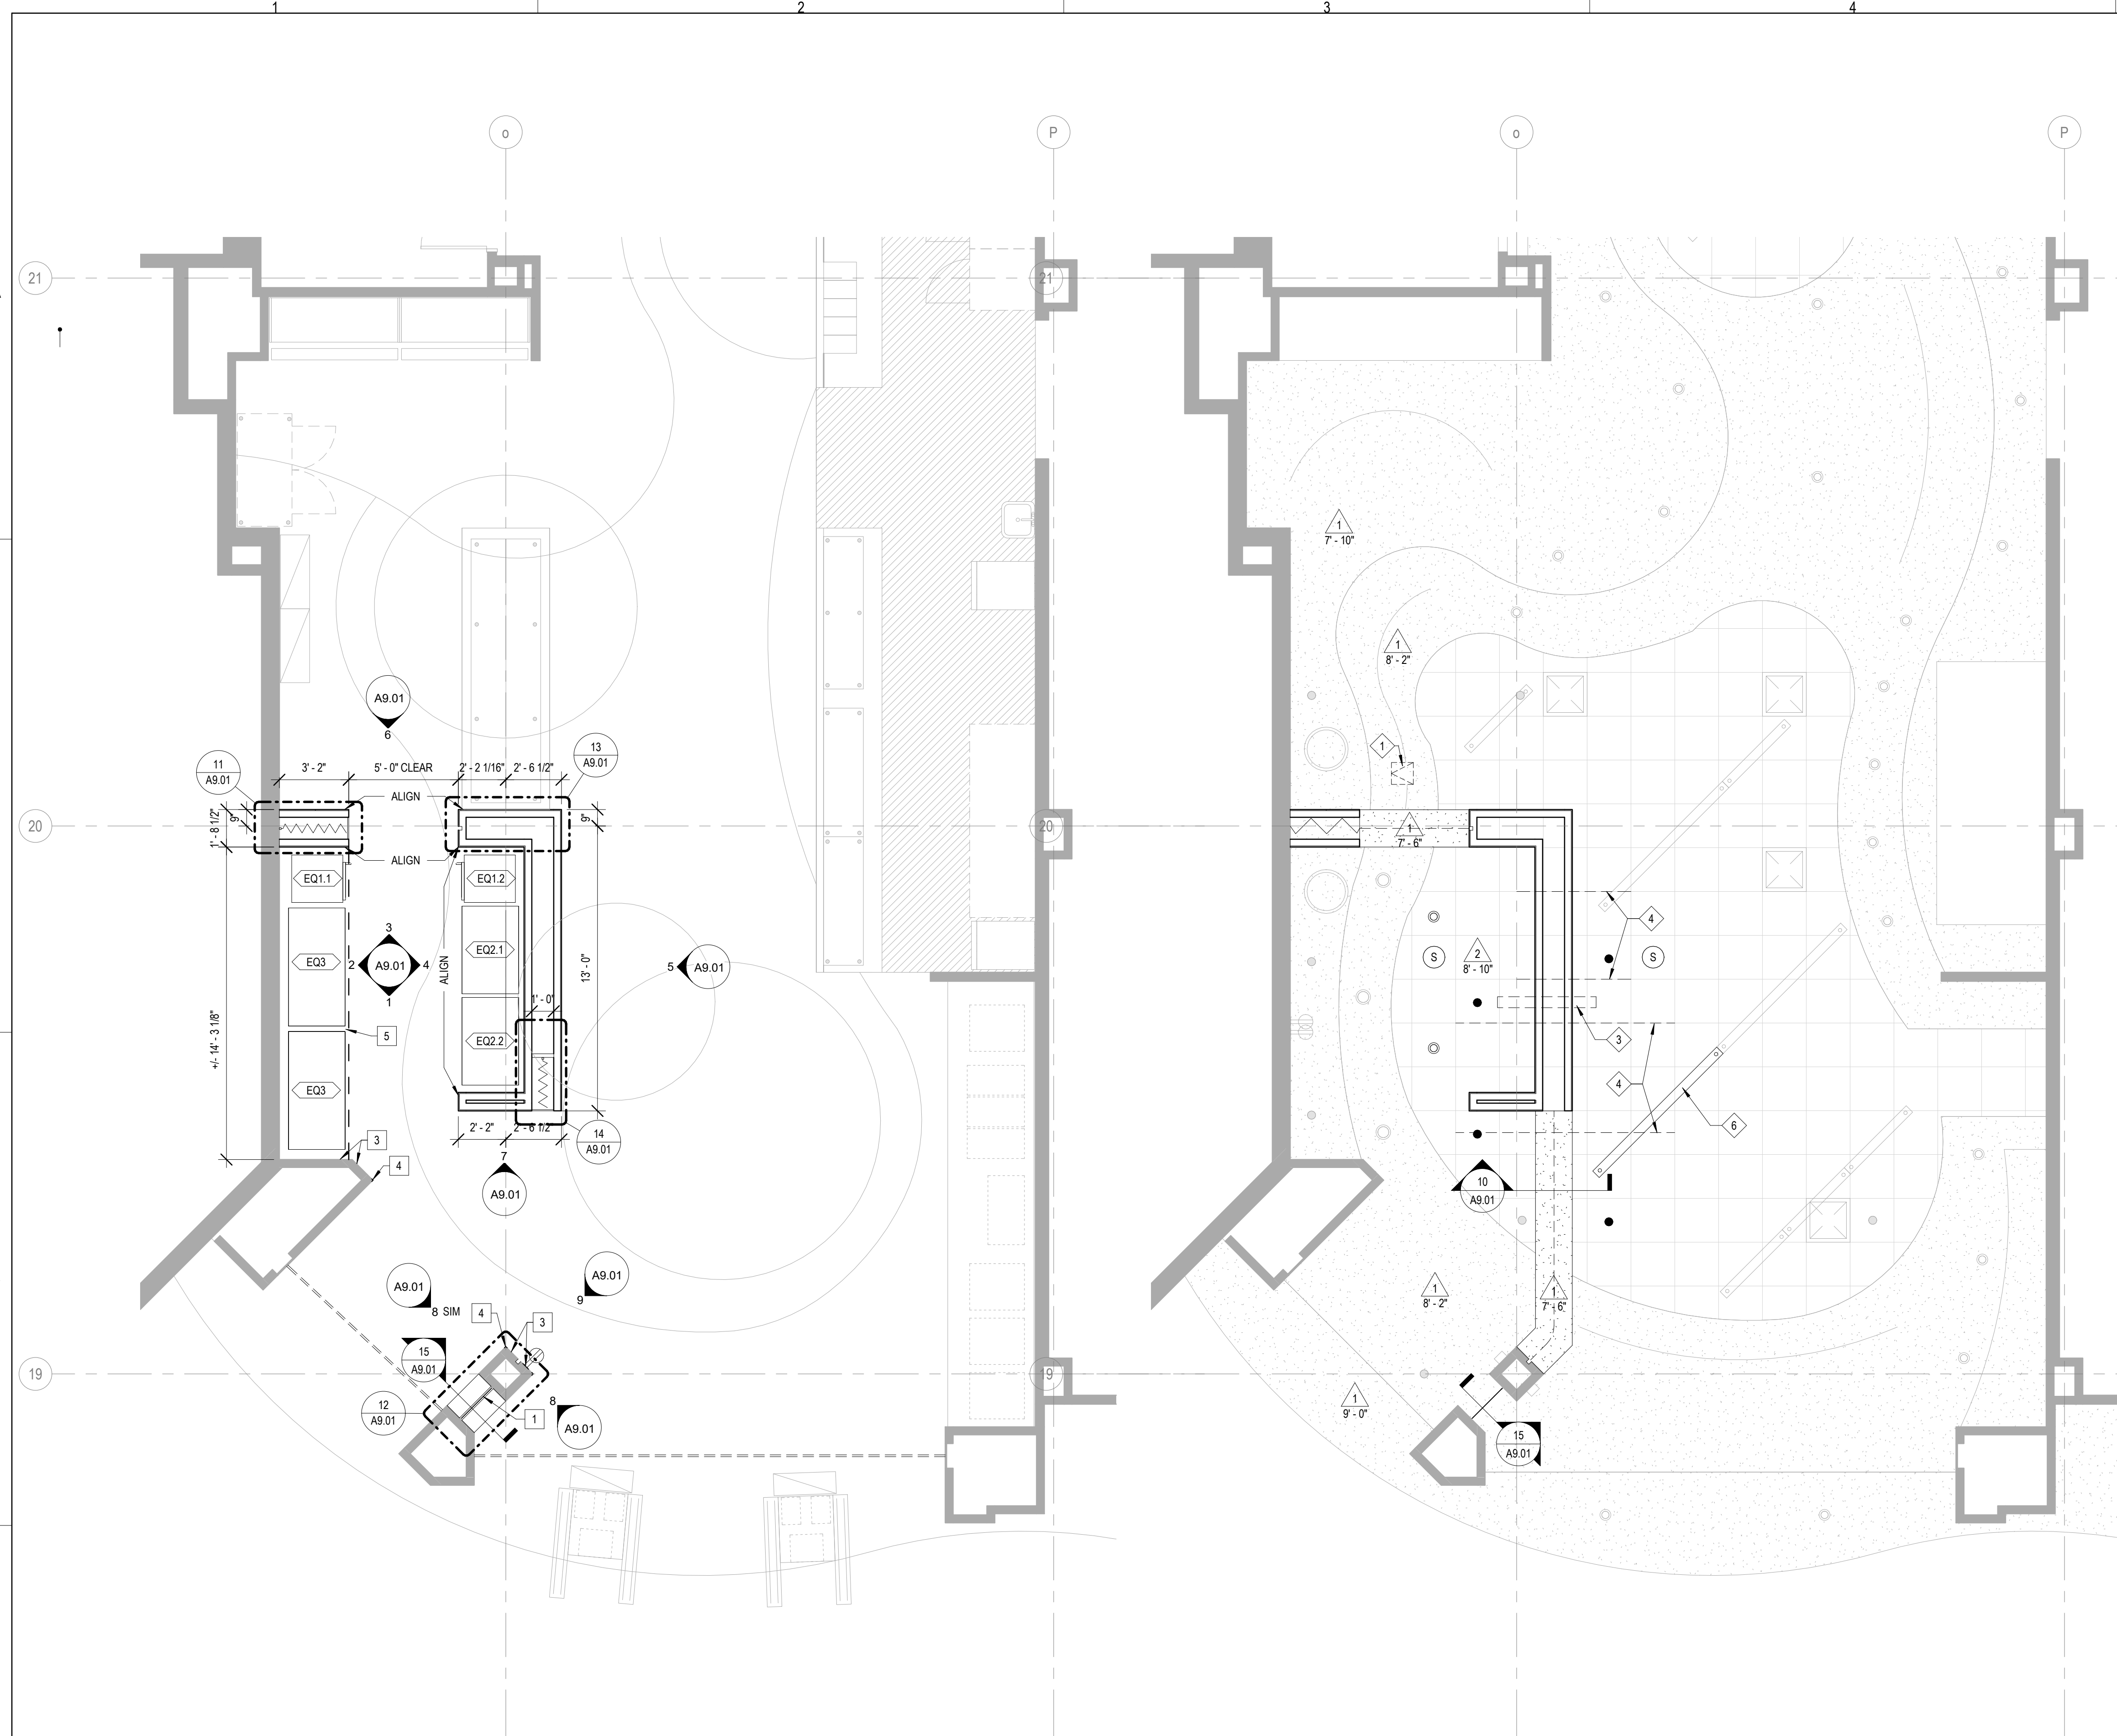 1
2
3
4
o
P
o
P
21
21
1
7' - 10"
1
8' - 2"
A9.01
6
13
A9.01
11
A9.01
3' - 2"
5' - 0" CLEAR
2' - 2 1/16"
2' - 6 1/2"
1
ALIGN
1' - 8 1/2"
9"
9"
20
20
1
7' - 6"
ALIGN
EQ1.1
EQ1.2
4
3
EQ3
2
A9.01
4
1
EQ2.1
ALIGN
5
A9.01
13' - 0"
S
2
8' - 10"
S
1' - 0"
5
EQ2.2
3
+/- 14' - 3 1/8"
EQ3
4
2' - 2"
2' - 6 1/2"
14
A9.01
3
4
6
7
A9.01
10
A9.01
A9.01
8 SIM
A9.01
9
4
3
1
8' - 2"
1
7' - 6"
15
A9.01
19
19
12
A9.01
1
8
A9.01
1
9' - 0"
15
A9.01